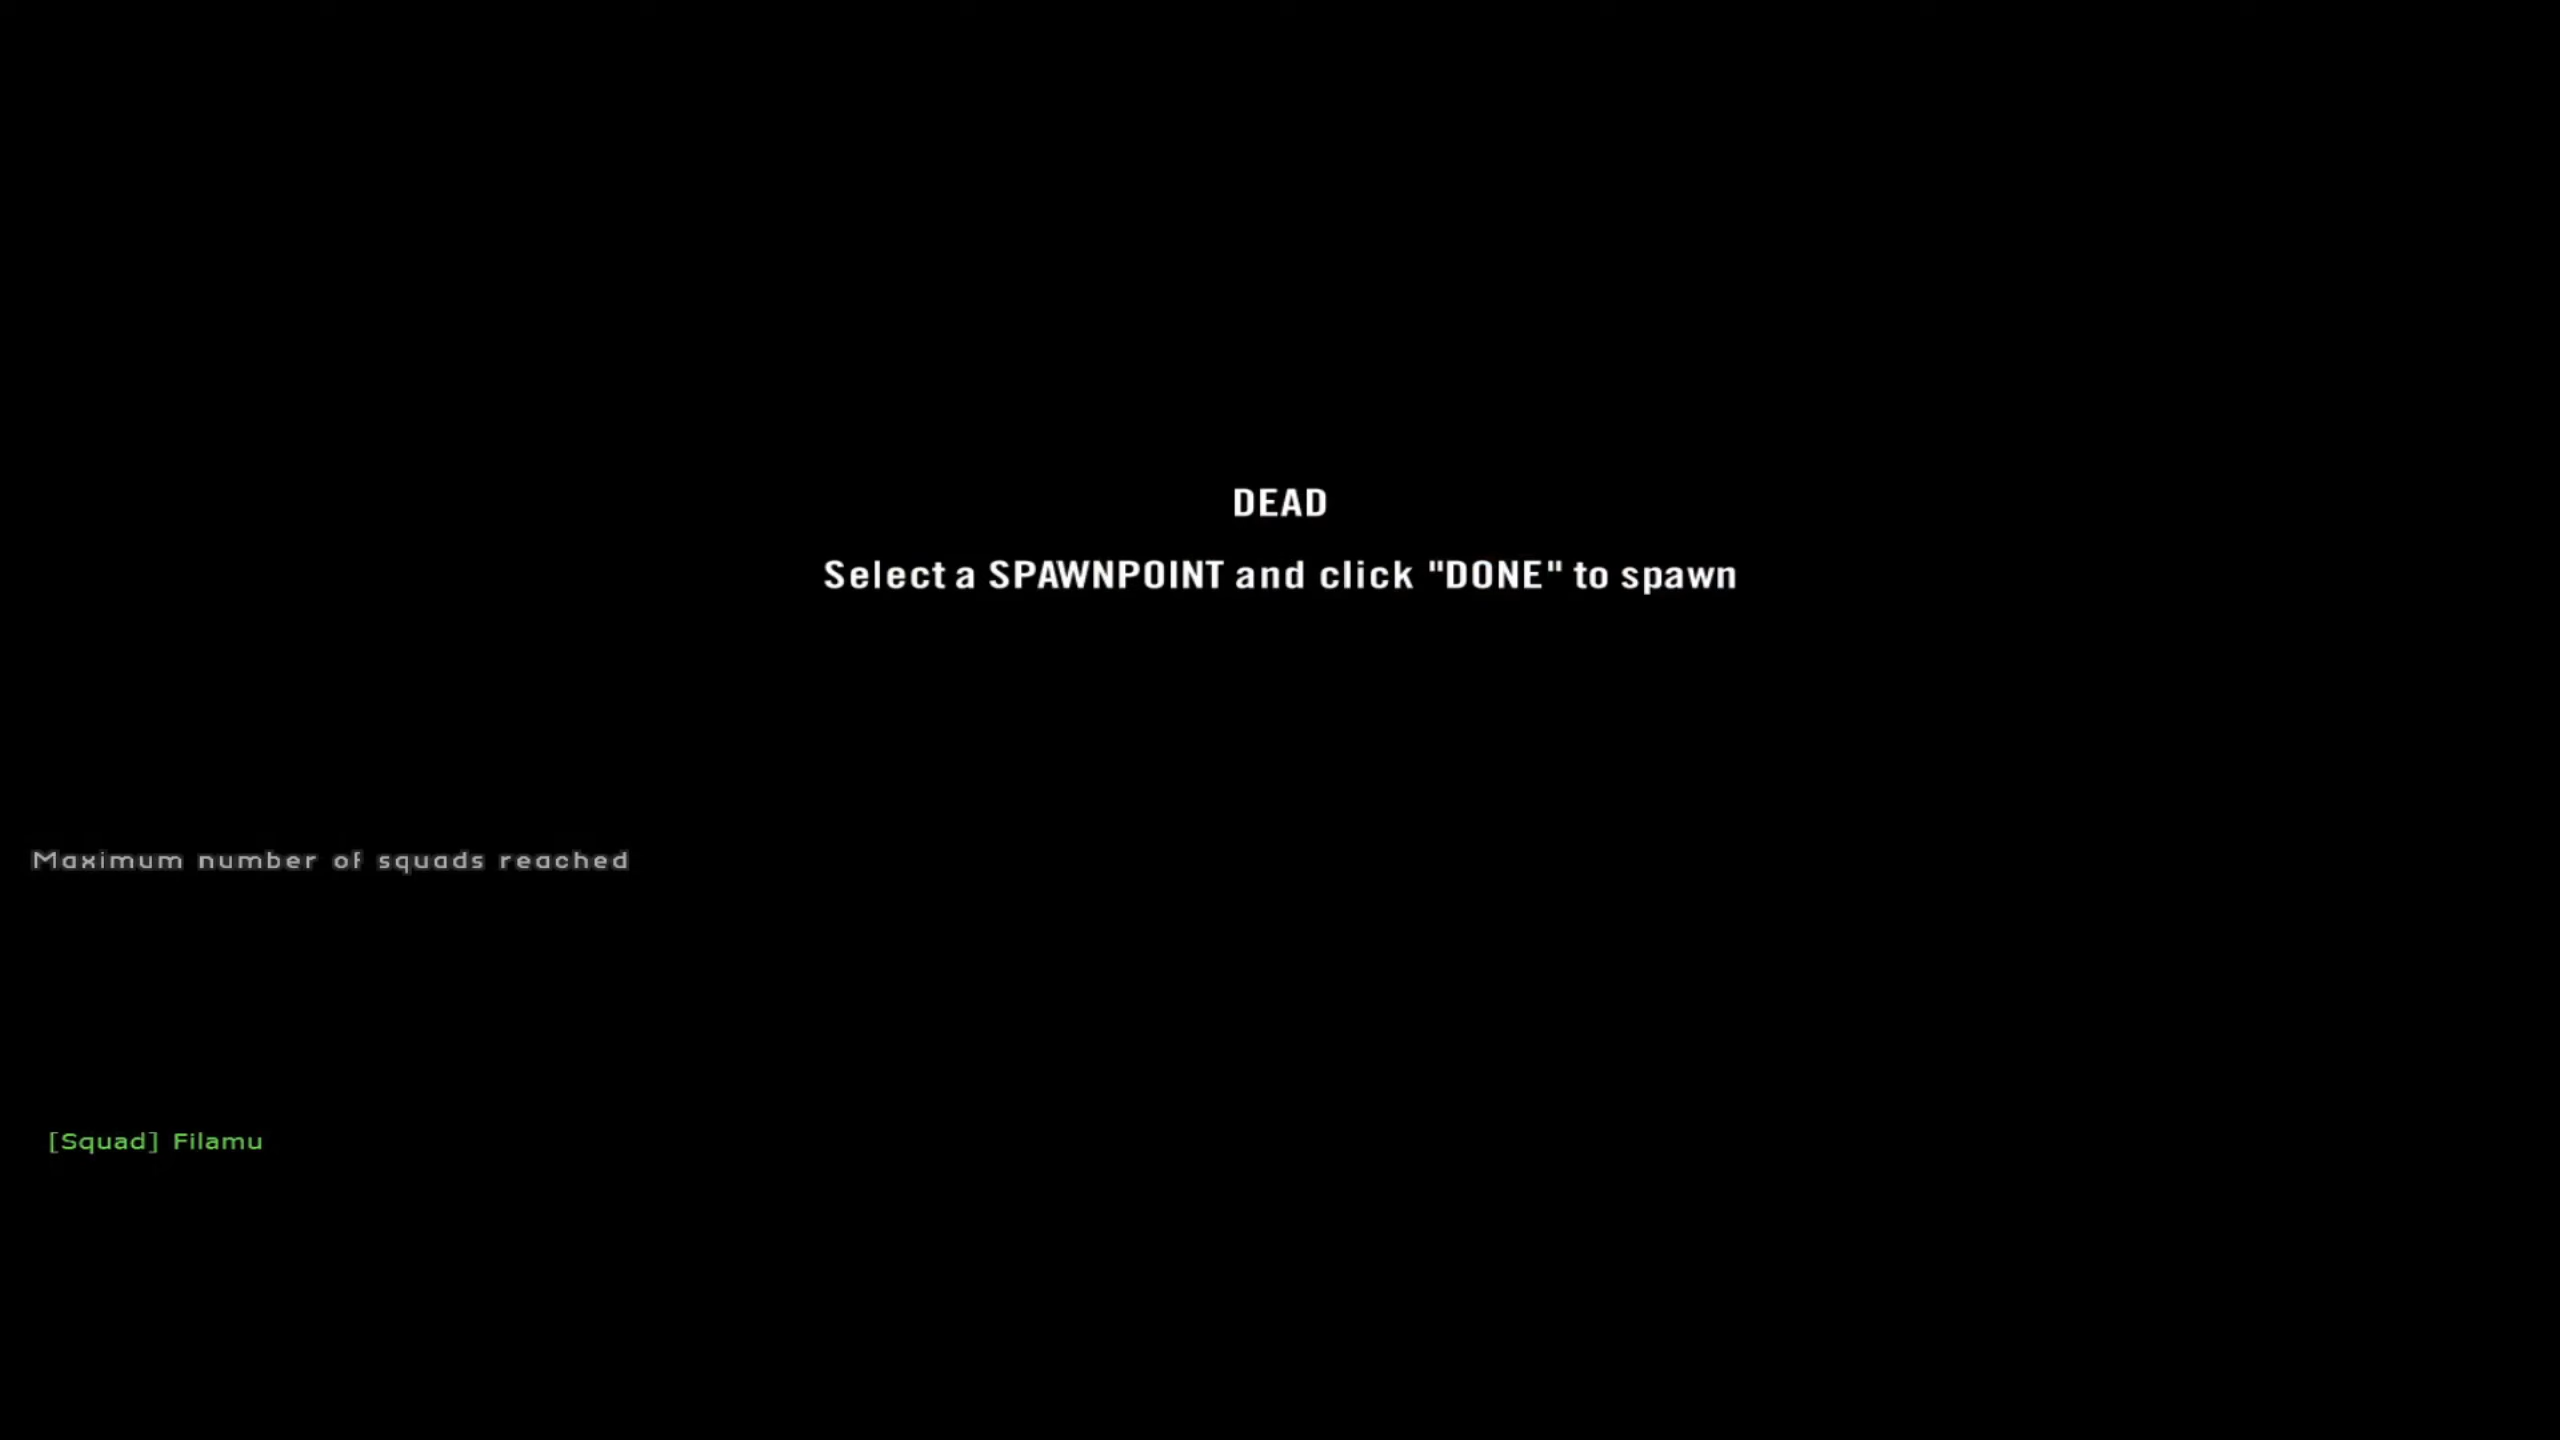 DEAD
Select a SPAWNPOINT and click "DONE" to spawn
Maximum number of squads reached
[Squad] Filamu